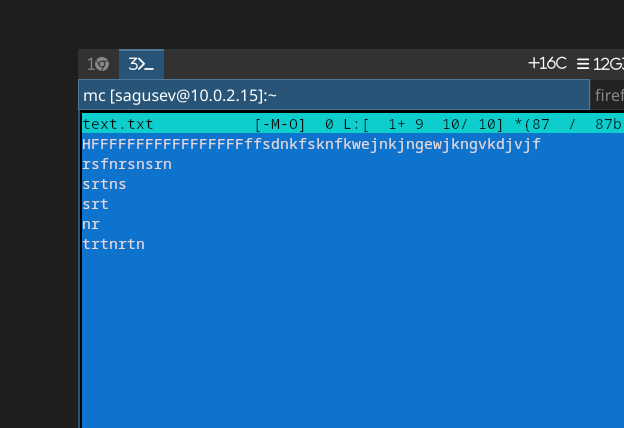 1
3>_
+16C ≡ 12G
mc [sagusev@10.0.2.15]:~ firef
text.txt [-M-O] 0 L:[ 1+ 9 10/ 10] *(87 / 87b
HFFFFFFFFFFFFFFFFFffsdnkfsknfkwejnkjngewjkngvkdjvjf
rsfnrsnsrn
srtns
srt
nr
trtnrtn